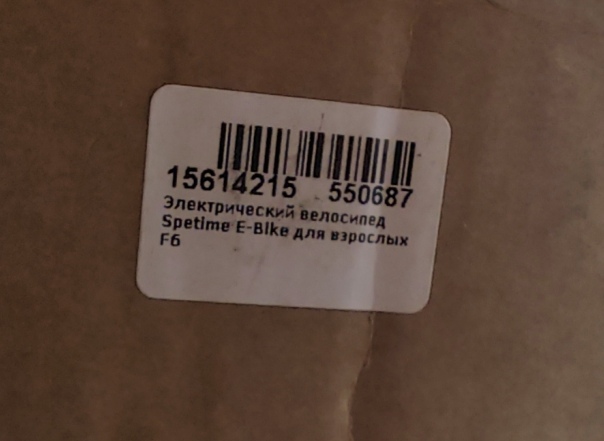 15614215 550687
Электрический велосипед
Spetime E-Bike для взрослых
F6